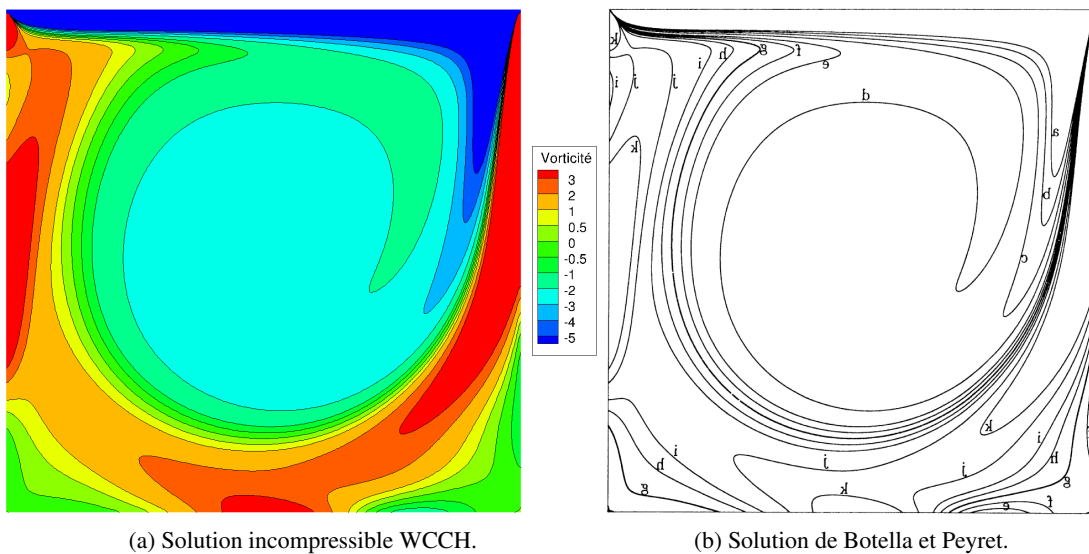 Vorticité
3
2
1
0.5
0
-0.5
-1
-2
-3
-4
-5
k
i
j
j
i
h
g
f
e
d
a
b
c
k
k
i
h
g
j
i
h
g
j
k
f
e
(a) Solution incompressible WCCH.
(b) Solution de Botella et Peyret.